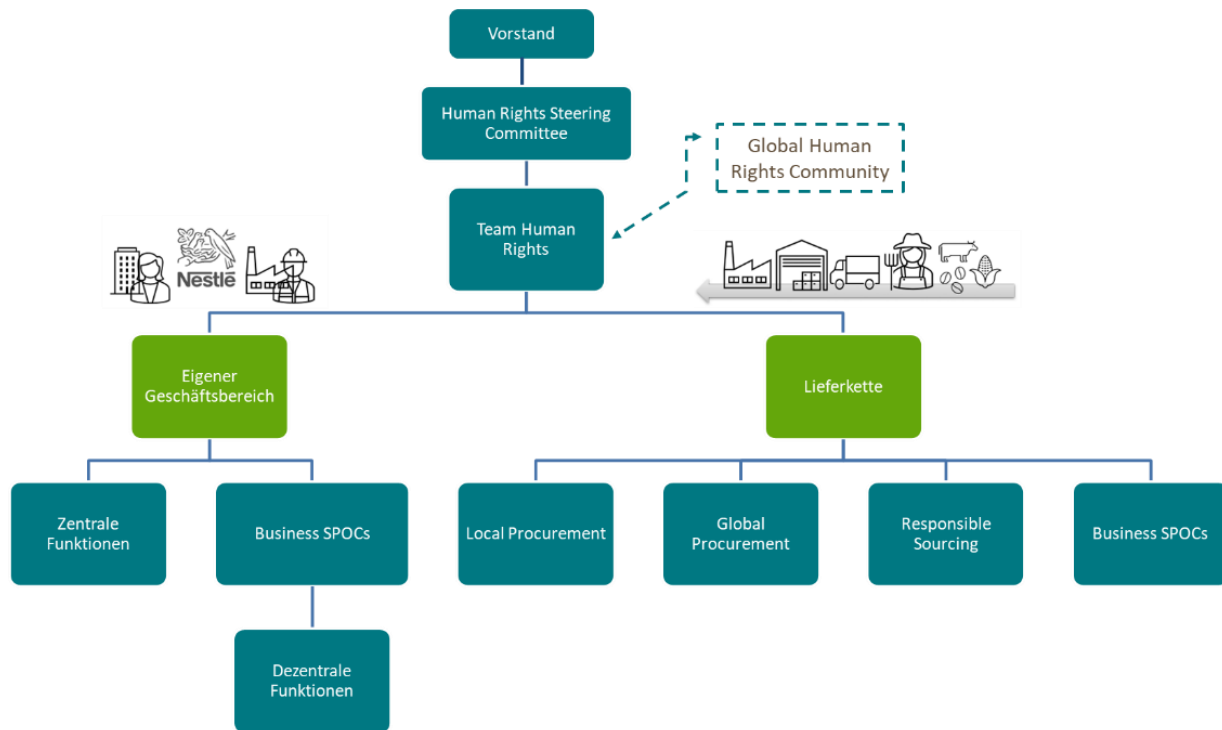 Vorstand
Human Rights Steering
Committee
Global Human
Rights Community
Team Human
Rights
Nestlé
Eigener
Geschäftsbereich
Lieferkette
Zentrale
Funktionen
Business SPOCs
Local Procurement
Global
Procurement
Responsible
Sourcing
Business SPOCs
Dezentrale
Funktionen